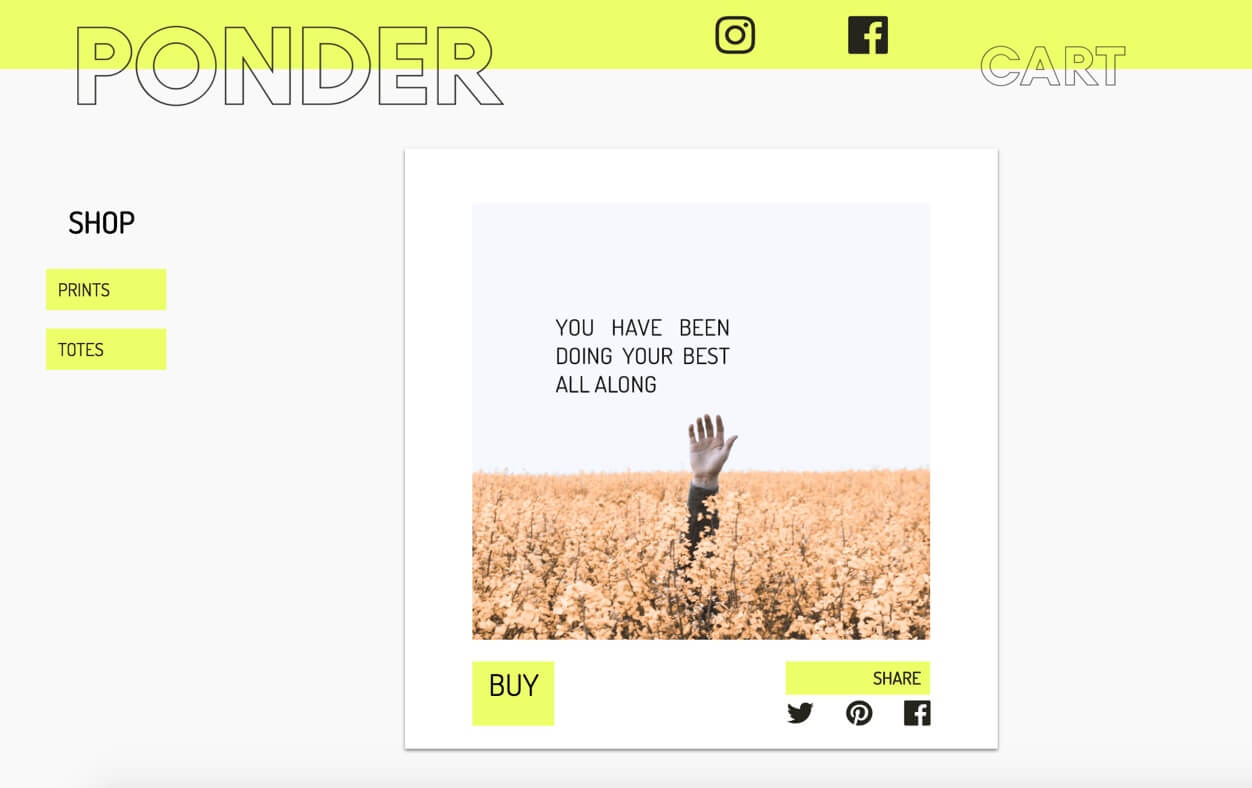 PONDER
CART
SHOP
PRINTS
TOTES
YOU HAVE BEEN
DOING YOUR BEST
ALL ALONG
BUY
SHARE